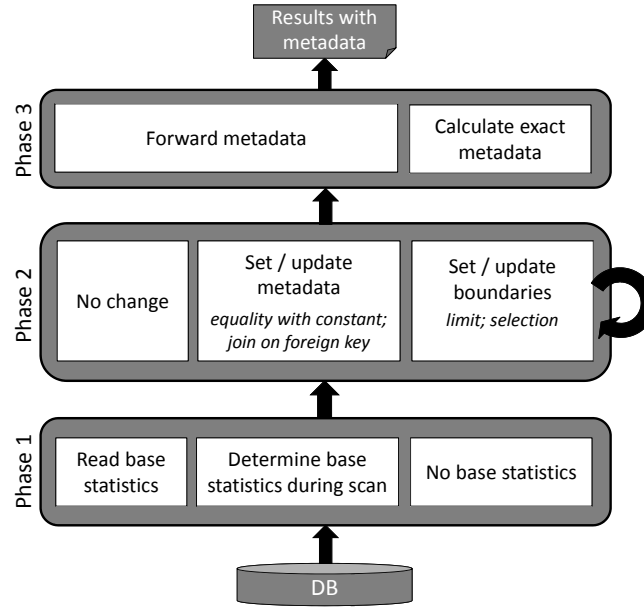 Results with
metadata
Phase 3
Forward metadata
Calculate exact
metadata
Phase 2
No change
Set / update
metadata
equality with constant;
join on foreign key
Set / update
boundaries
limit; selection
Phase 1
Read base
statistics
Determine base
statistics during scan
No base statistics
DB